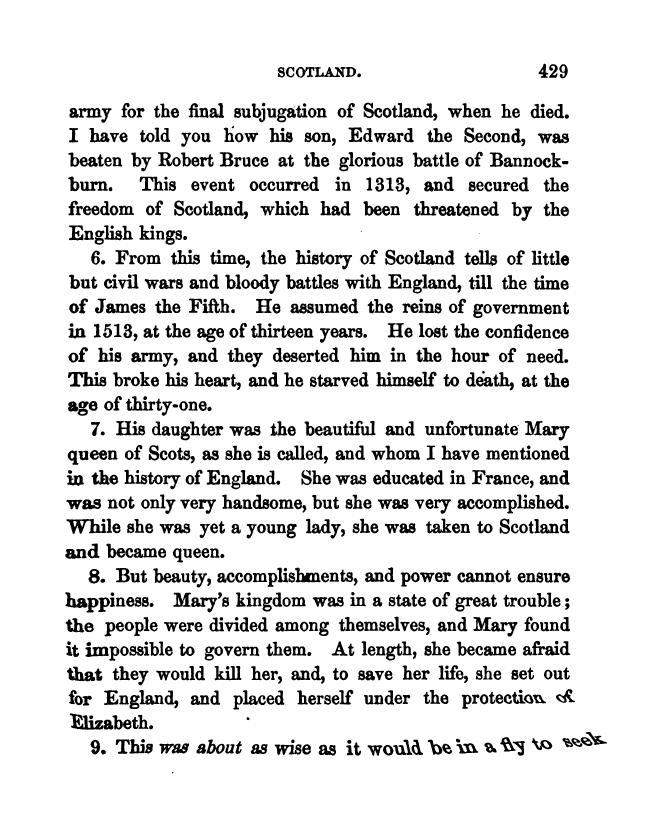 SCOTLAND. 429
army for the final subjugation of Scotland, when he died.
I have told you how his son, Edward the Second, was
beaten by Robert Bruce at the glorious battle of Bannock-
burn. This event occurred in 1313, and secured the
freedom of Scotland, which had been threatened by the
English kings.
6. From this time, the history of Scotland tells of little
but civil wars and bloody battles with England, till the time
of James the Fifth. He assumed the reins of government
in 1513, at the age of thirteen years. He lost the confidence
of his army, and they deserted him in the hour of need.
This broke his heart, and he starved himself to death, at the
age of thirty-one.
7. His daughter was the beautiful and unfortunate Mary
queen of Scots, as she is called, and whom I have mentioned
in the history of England. She was educated in France, and
was not only very handsome, but she was very accomplished.
While she was yet a young lady, she was taken to Scotland
and became queen.
8. But beauty, accomplishments, and power cannot ensure
happiness. Mary's kingdom was in a state of great trouble;
the people were divided among themselves, and Mary found
it impossible to govern them. At length, she became afraid
that they would kill her, and, to save her life, she set out
for England, and placed herself under the protection of
Elizabeth.
9. This was about as wise as it would be in a fly to seek